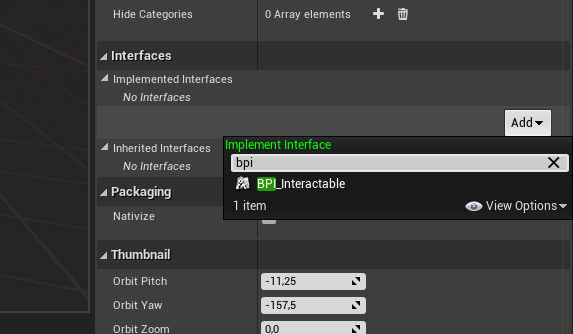 Hide Categories 0 Array elements
Interfaces
Implemented Interfaces
No Interfaces
Add
Inherited Interfaces
No Interfaces
Implement Interface
bpi
BPI_Interactable
1 item View Options
Packaging
Nativize
Thumbnail
Orbit Pitch -11,25
Orbit Yaw -157,5
Orbit Zoom 0,0